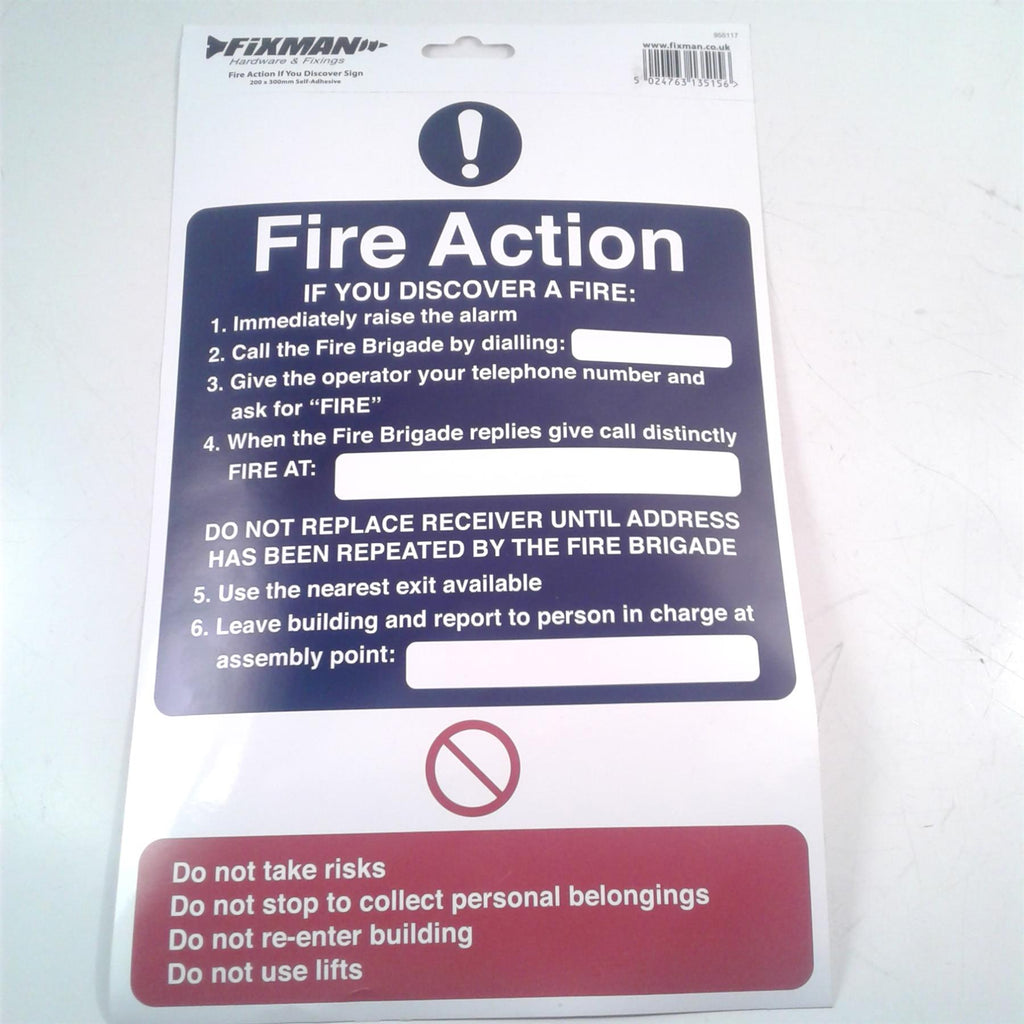 FiXMAN
Hardware & Fixings
Fire Action If You Discover Sign
200 x 300mm Self-Adhesive
955117
www.fixman.co.uk
5 024763 135156 >
Fire Action
IF YOU DISCOVER A FIRE:
1. Immediately raise the alarm
2. Call the Fire Brigade by dialling:
3. Give the operator your telephone number and
ask for “FIRE”
4. When the Fire Brigade replies give call distinctly
FIRE AT:
DO NOT REPLACE RECEIVER UNTIL ADDRESS
HAS BEEN REPEATED BY THE FIRE BRIGADE
5. Use the nearest exit available
6. Leave building and report to person in charge at
assembly point:
Do not take risks
Do not stop to collect personal belongings
Do not re-enter building
Do not use lifts